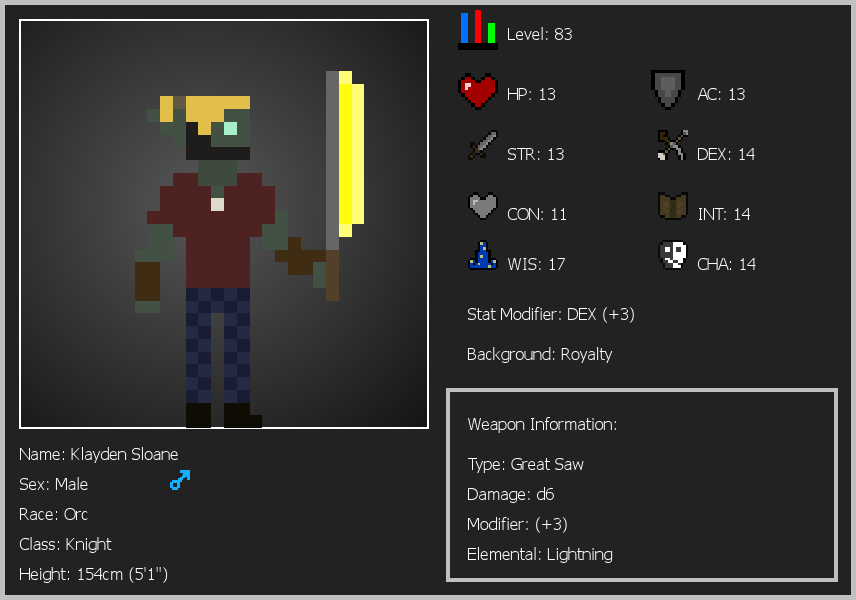 Level: 83
HP: 13
AC: 13
STR: 13
DEX: 14
CON: 11
INT: 14
WIS: 17
CHA: 14
Stat Modifier: DEX (+3)
Background: Royalty
Weapon Information:
Type: Great Saw
Damage: d6
Modifier: (+3)
Elemental: Lightning
Name: Klayden Sloane
Sex: Male
Race: Orc
Class: Knight
Height: 154cm (5'1")